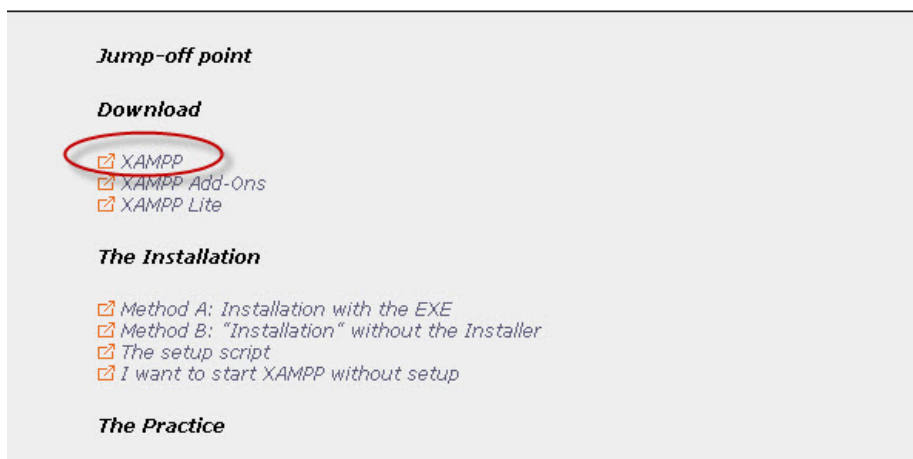 Jump-off point
Download
XAMPP
XAMPP Add-Ons
XAMPP Lite
The Installation
Method A: Installation with the EXE
Method B: "Installation" without the Installer
The setup script
I want to start XAMPP without setup
The Practice